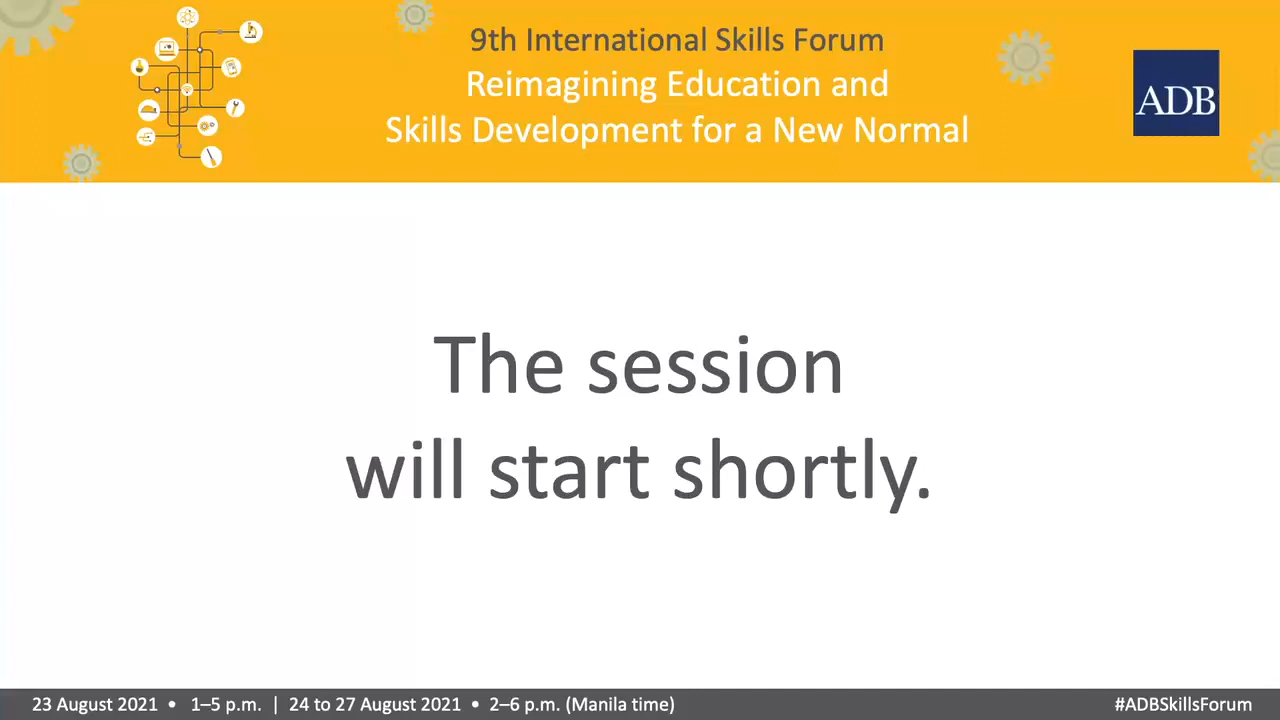 9th International Skills Forum
Reimagining Education and
Skills Development for a New Normal
ADB
The session
will start shortly.
23 August 2021 • 1–5 p.m. | 24 to 27 August 2021 • 2–6 p.m. (Manila time)
#ADBSkillsForum